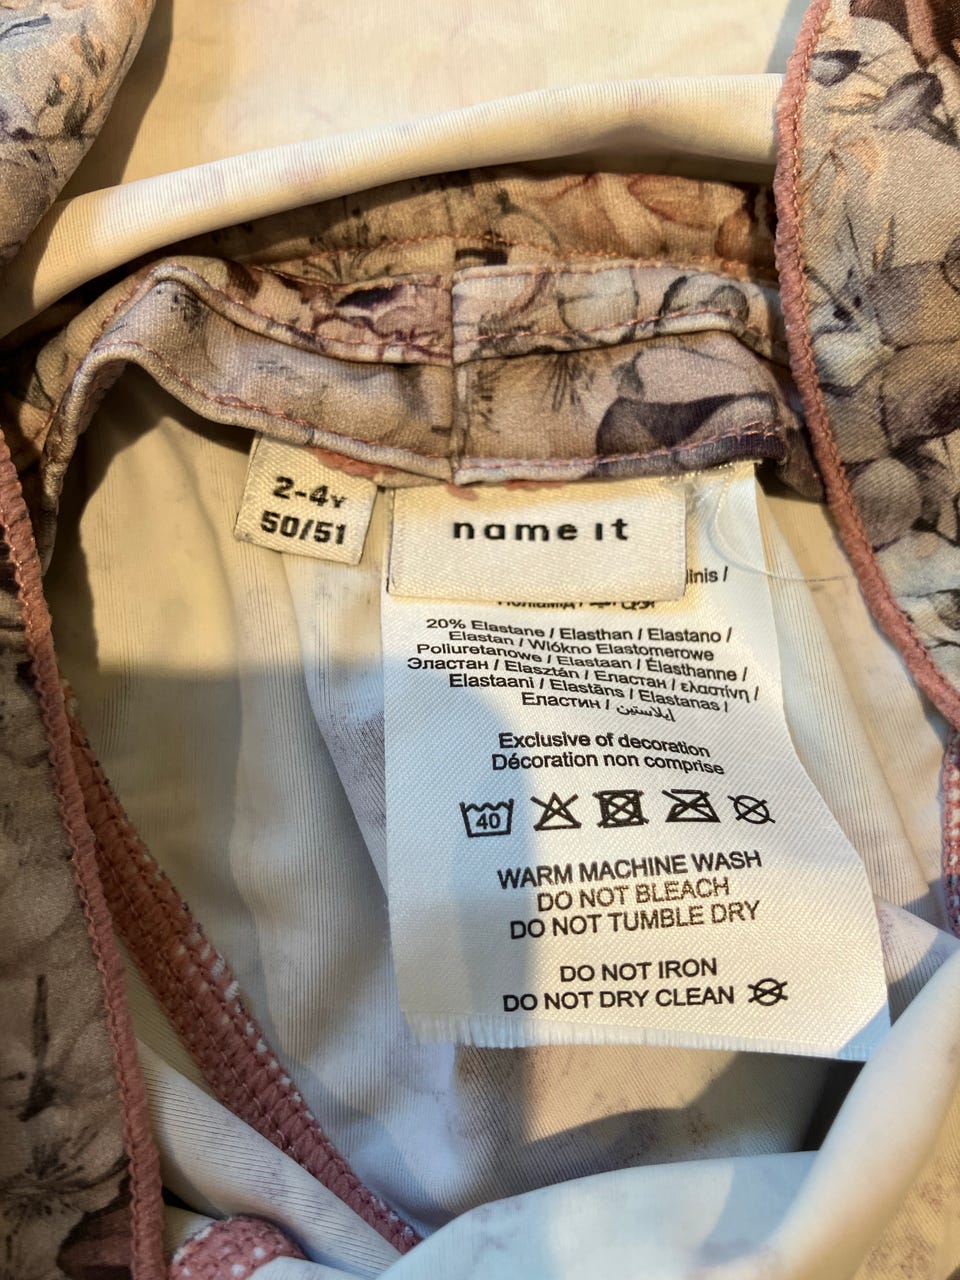 2-4Y
50/51
name it
linis /
20% Elastane / Elasthan / Elastano /
Elastan / Włókno Elastomerowe
Poliuretanowe / Elastaan / Élasthanne /
Эластан / Elasztán / Еластан / ελαστίνη /
Elastaani / Elastāns / Elastanas /
Еластин / إيلاستين
Exclusive of decoration
Décoration non comprise
40
WARM MACHINE WASH
DO NOT BLEACH
DO NOT TUMBLE DRY
DO NOT IRON
DO NOT DRY CLEAN